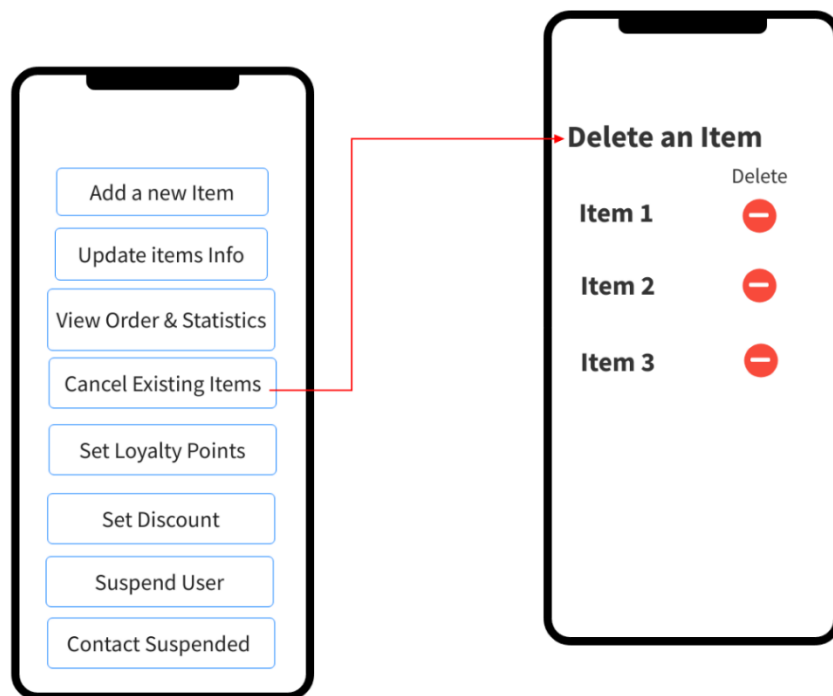 Add a new Item
Update items Info
View Order & Statistics
Cancel Existing Items
Set Loyalty Points
Set Discount
Suspend User
Contact Suspended
Delete an Item
Delete
Item 1
Item 2
Item 3